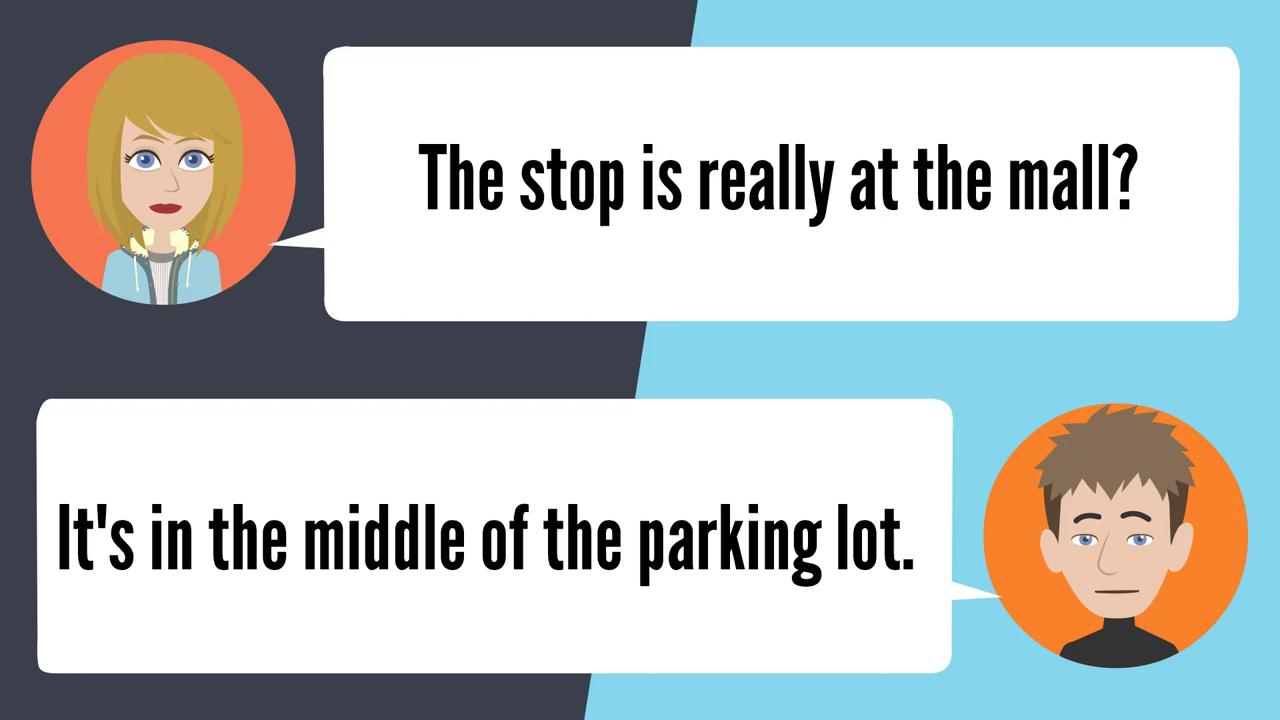 The stop is really at the mall?
It's in the middle of the parking lot.